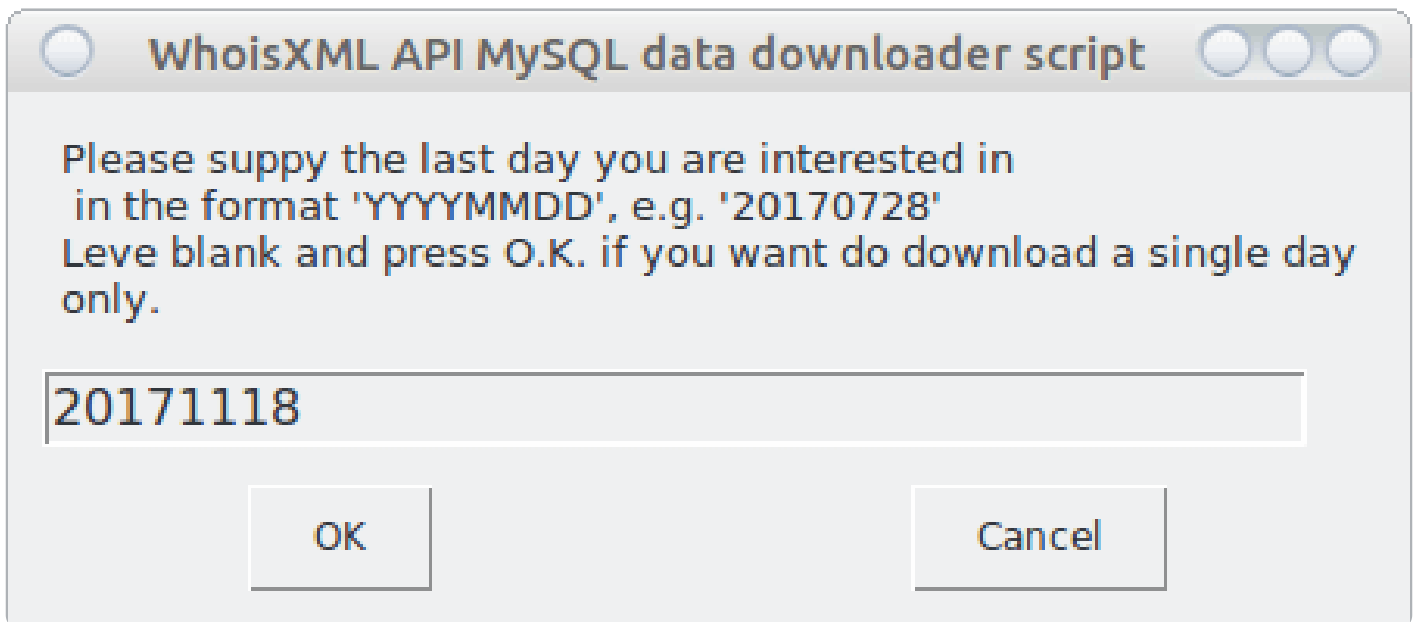 WhoisXML API MySQL data downloader script
Please suppy the last day you are interested in
in the format 'YYYYMMDD', e.g. '20170728'
Leve blank and press O.K. if you want do download a single day
only.
20171118
OK Cancel